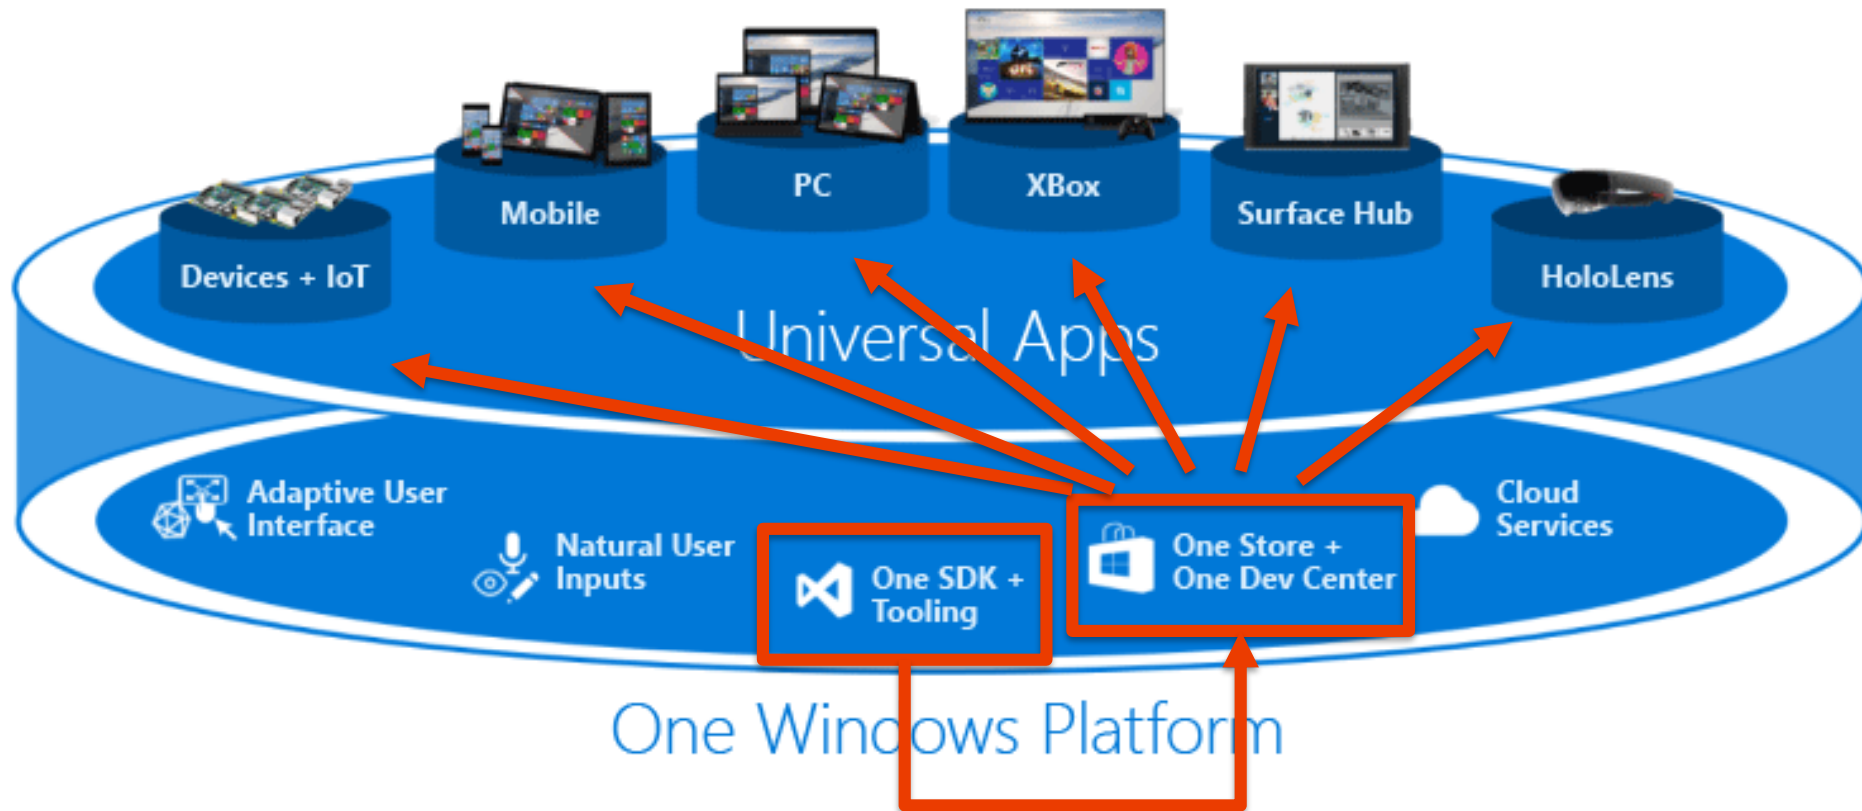 PC
XBox
Mobile
Surface Hub
Devices + IoT
HoloLens
Universal Apps
Adaptive User
Interface
Natural User
Inputs
One SDK +
Tooling
One Store +
One Dev Center
Cloud
Services
One Windows Platform